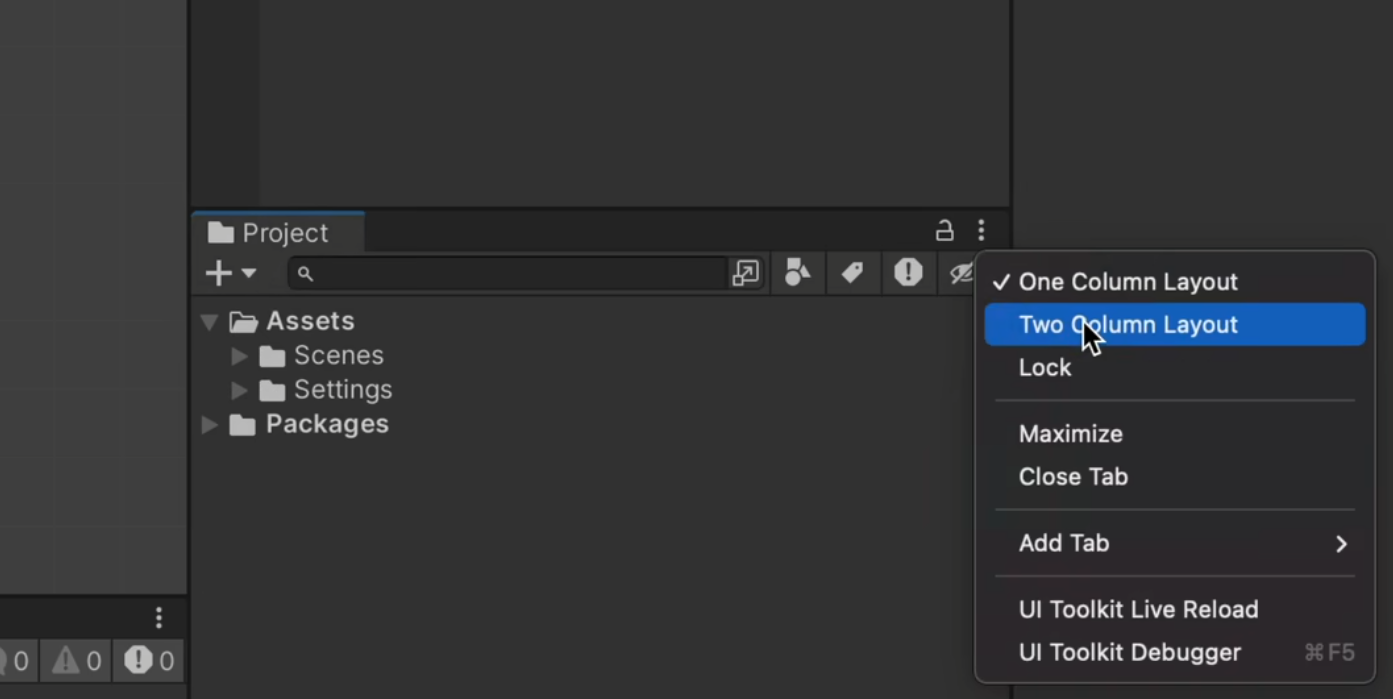 Project
Assets
Scenes
Settings
Packages
One Column Layout
Two Column Layout
Lock
Maximize
Close Tab
Add Tab
UI Toolkit Live Reload
UI Toolkit Debugger ⌘F5
0 0 0